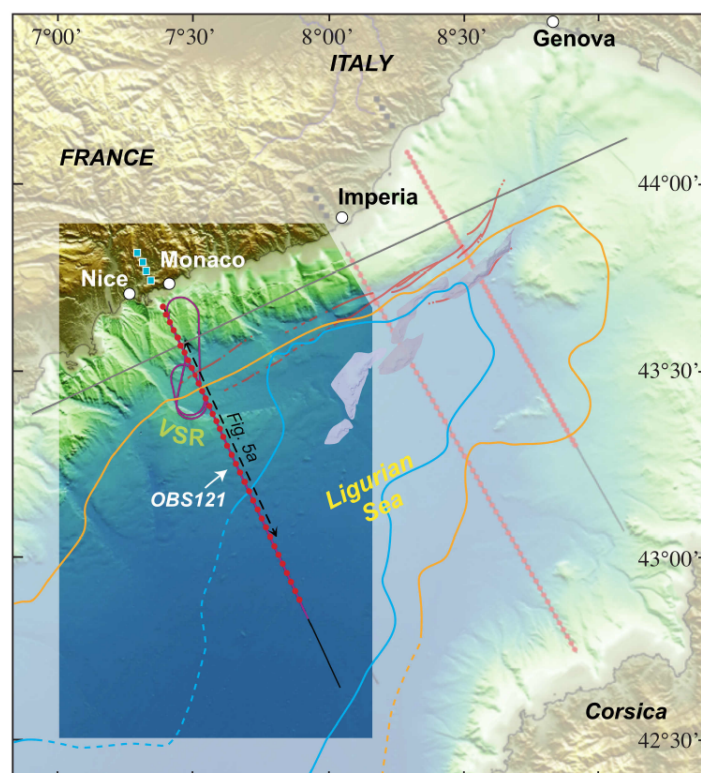 7°00' 7°30' 8°00' 8°30'
Genova
ITALY
FRANCE
44°00'
Imperia
Monaco
Nice
43°30'
VSR
Fig. 5a
OBS121
Ligurian
Sea
43°00'
Corsica
42°30'